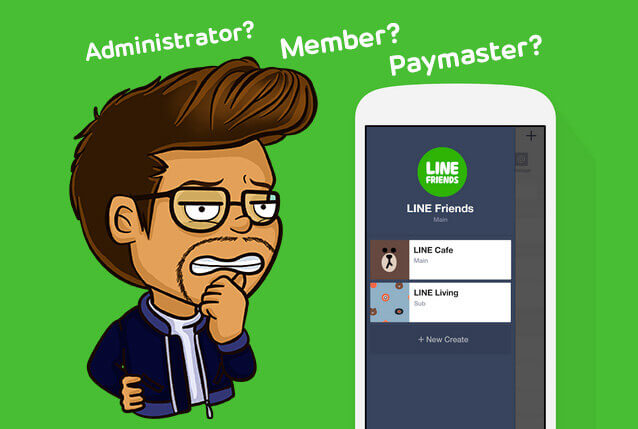 Administrator?
Member?
Paymaster?
+
LINE
FRIENDS
LINE Friends
Main
LINE Cafe
Main
LINE Living
Sub
+ New Create